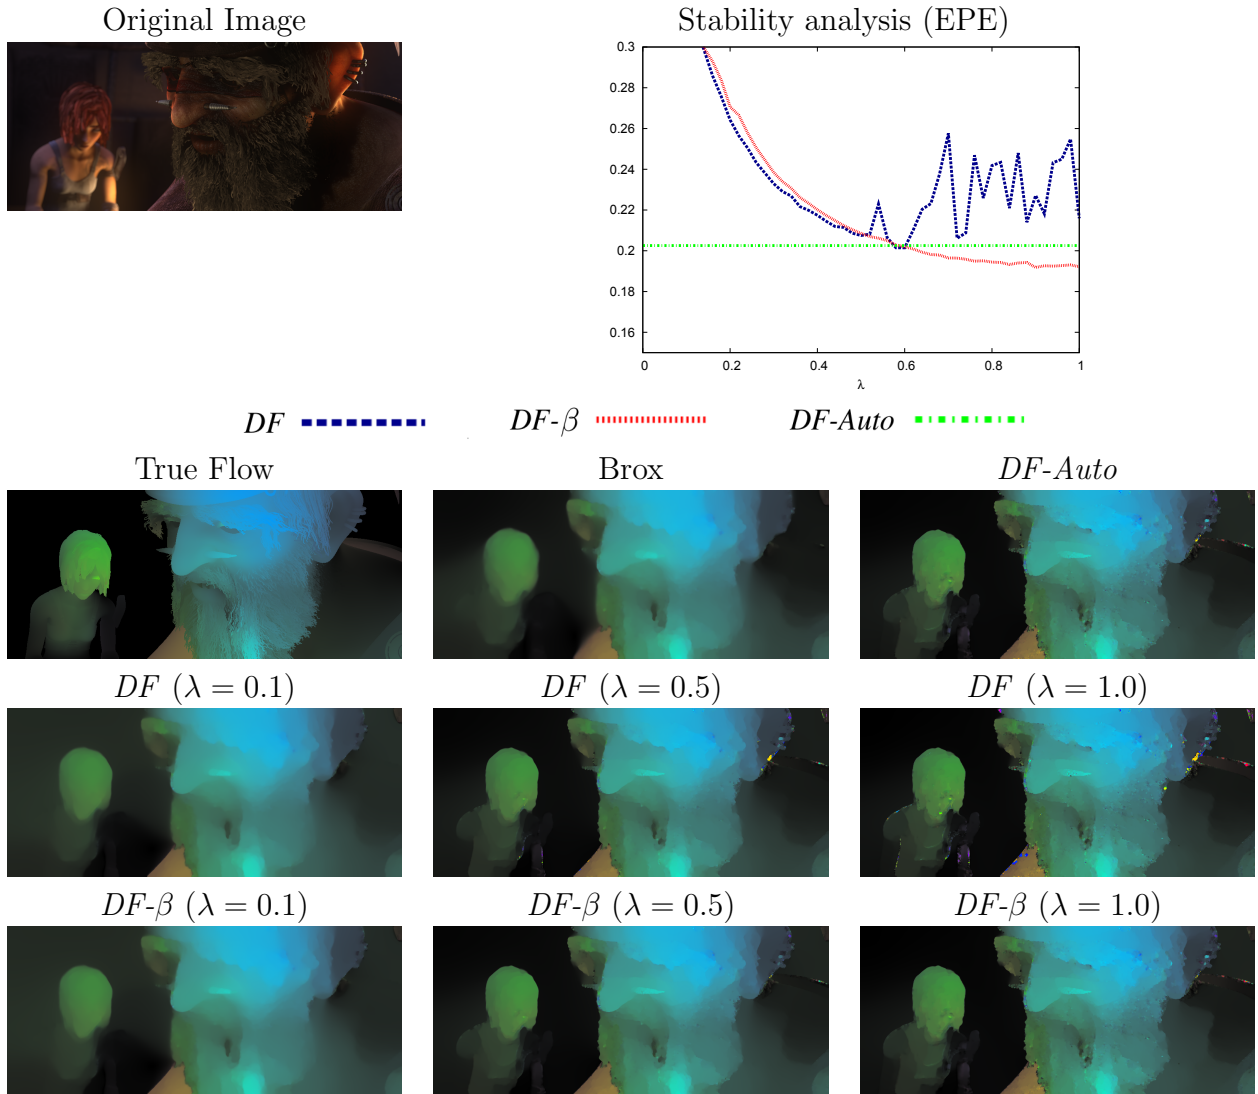 Original Image
Stability analysis (EPE)
0.3
0.28
0.26
0.24
0.22
0.2
0.18
0.16
0
0.2
0.4
0.6
0.8
1
λ
DF
DF-β
DF-Auto
True Flow
Brox
DF-Auto
DF (λ = 0.1)
DF (λ = 0.5)
DF (λ = 1.0)
DF-β (λ = 0.1)
DF-β (λ = 0.5)
DF-β (λ = 1.0)